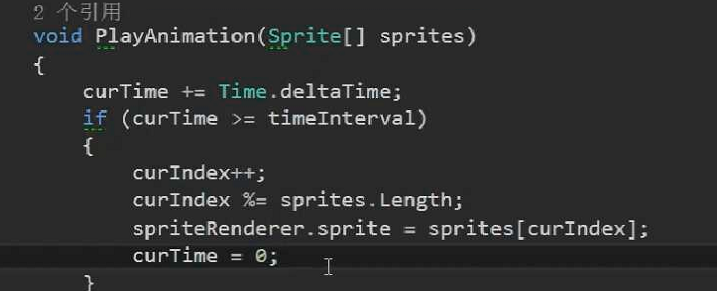 2 个引用
void PlayAnimation(Sprite[] sprites)
{
curTime += Time.deltaTime;
if (curTime >= timeInterval)
{
curIndex++;
curIndex %= sprites.Length;
spriteRenderer.sprite = sprites[curIndex];
curTime = 0;
}